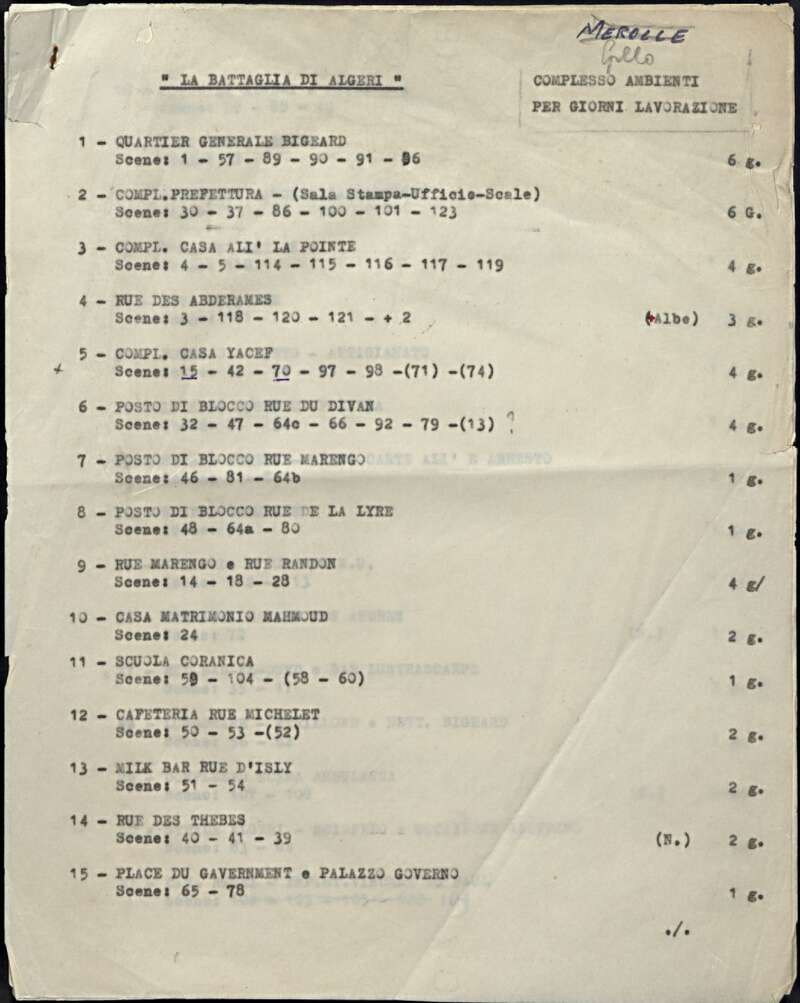 MEROLLE
Gillo
" LA BATTAGLIA DI ALGERI "
COMPLESSO AMBIENTI
PER GIORNI LAVORAZIONE
1 - QUARTIER GENERALE BIGEARD
Scene: 1 - 57 - 89 - 90 - 91 - 96 6 g.
2 - COMPL.PREFETTURA - (Sala Stampa-Ufficio-Scale)
Scene: 30 - 37 - 86 - 100 - 101 - 123 6 G.
3 - COMPL. CASA ALI' LA POINTE
Scene: 4 - 5 - 114 - 115 - 116 - 117 - 119 4 g.
4 - RUE DES ABDERAMES
Scene: 3 - 118 - 120 - 121 - + 2 (+Albe) 3 g.
5 - COMPL. CASA YACEF
+ Scene: 15 - 42 - 70 - 97 - 98 -(71) -(74) 4 g.
6 - POSTO DI BLOCCO RUE DU DIVAN
Scene: 32 - 47 - 64c - 66 - 92 - 79 -(13) ? 4 g.
7 - POSTO DI BLOCCO RUE MARENGO
Scene: 46 - 81 - 64b 1 g.
8 - POSTO DI BLOCCO RUE DE LA LYRE
Scene: 48 - 64a - 80 1 g.
9 - RUE MARENGO e RUE RANDON
Scene: 14 - 18 - 28 4 g/
10 - CASA MATRIMONIO MAHMOUD
Scene: 24 2 g.
11 - SCUOLA CORANICA
Scene: 59 - 104 - (58 - 60) 1 g.
12 - CAFETERIA RUE MICHELET
Scene: 50 - 53 -(52) 2 g.
13 - MILK BAR RUE D'ISLY
Scene: 51 - 54 2 g.
14 - RUE DES THEBES
Scene: 40 - 41 - 39 (N.) 2 g.
15 - PLACE DU GAVERNMENT e PALAZZO GOVERNO
Scene: 65 - 78 1 g.
./.